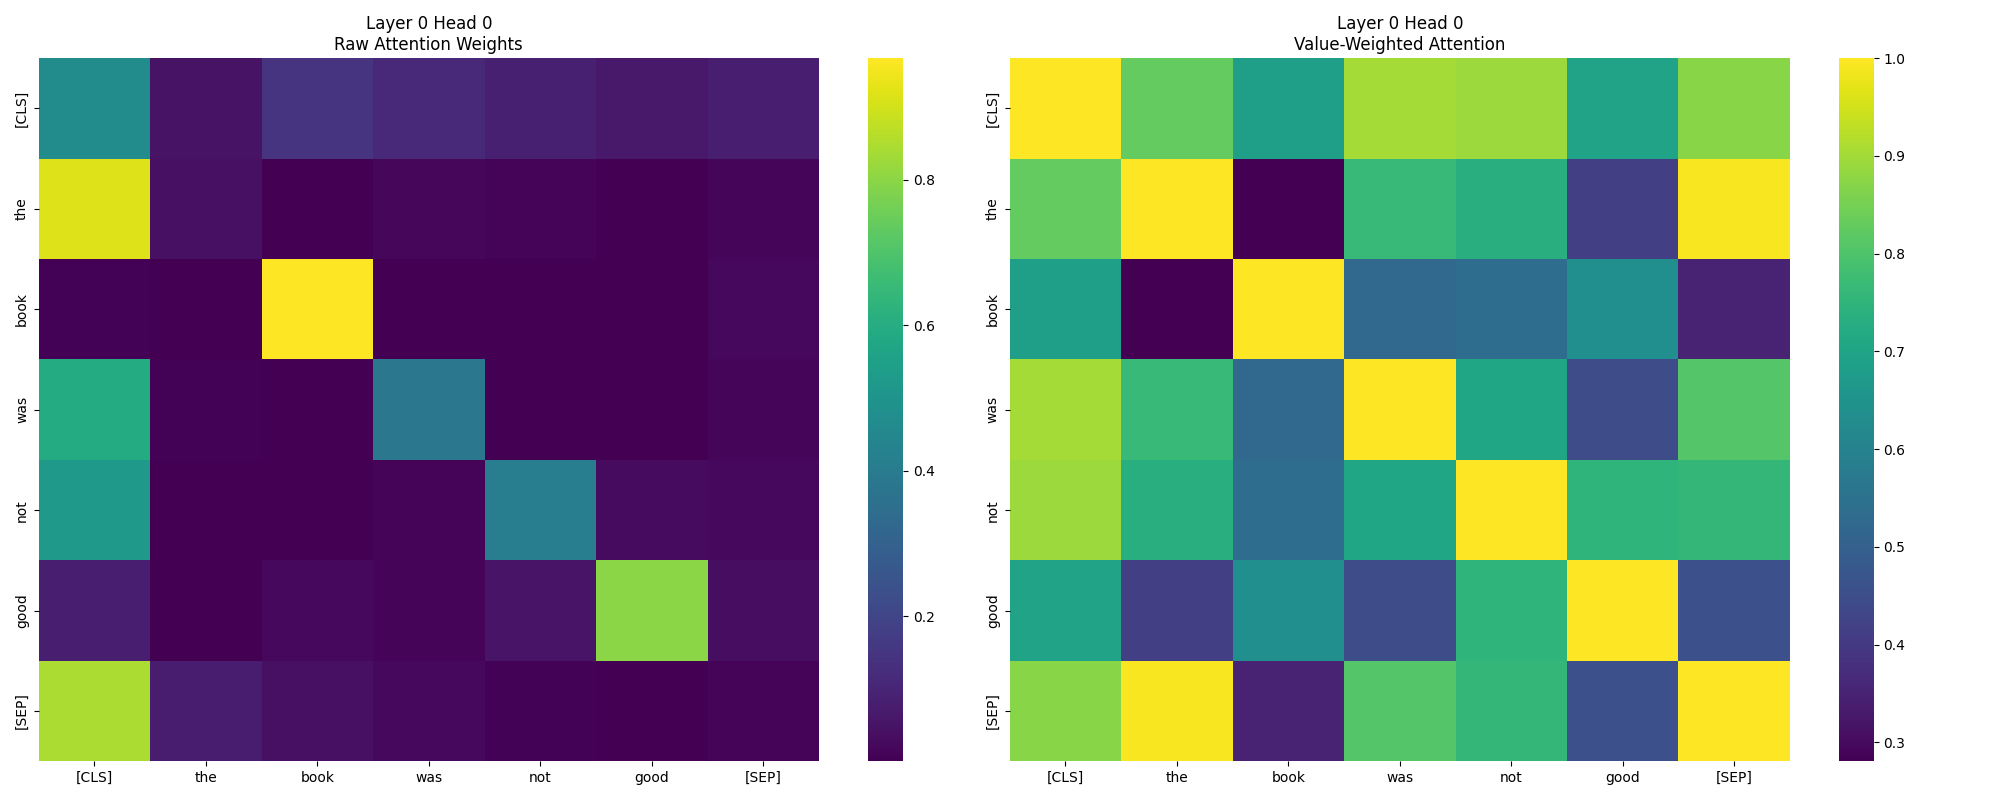 Layer 0 Head 0
Raw Attention Weights
[CLS]
the
book
was
not
good
[SEP]
[CLS] the book was not good [SEP]
0.8
0.6
0.4
0.2
Layer 0 Head 0
Value-Weighted Attention
[CLS]
the
book
was
not
good
[SEP]
[CLS] the book was not good [SEP]
1.0
0.9
0.8
0.7
0.6
0.5
0.4
0.3